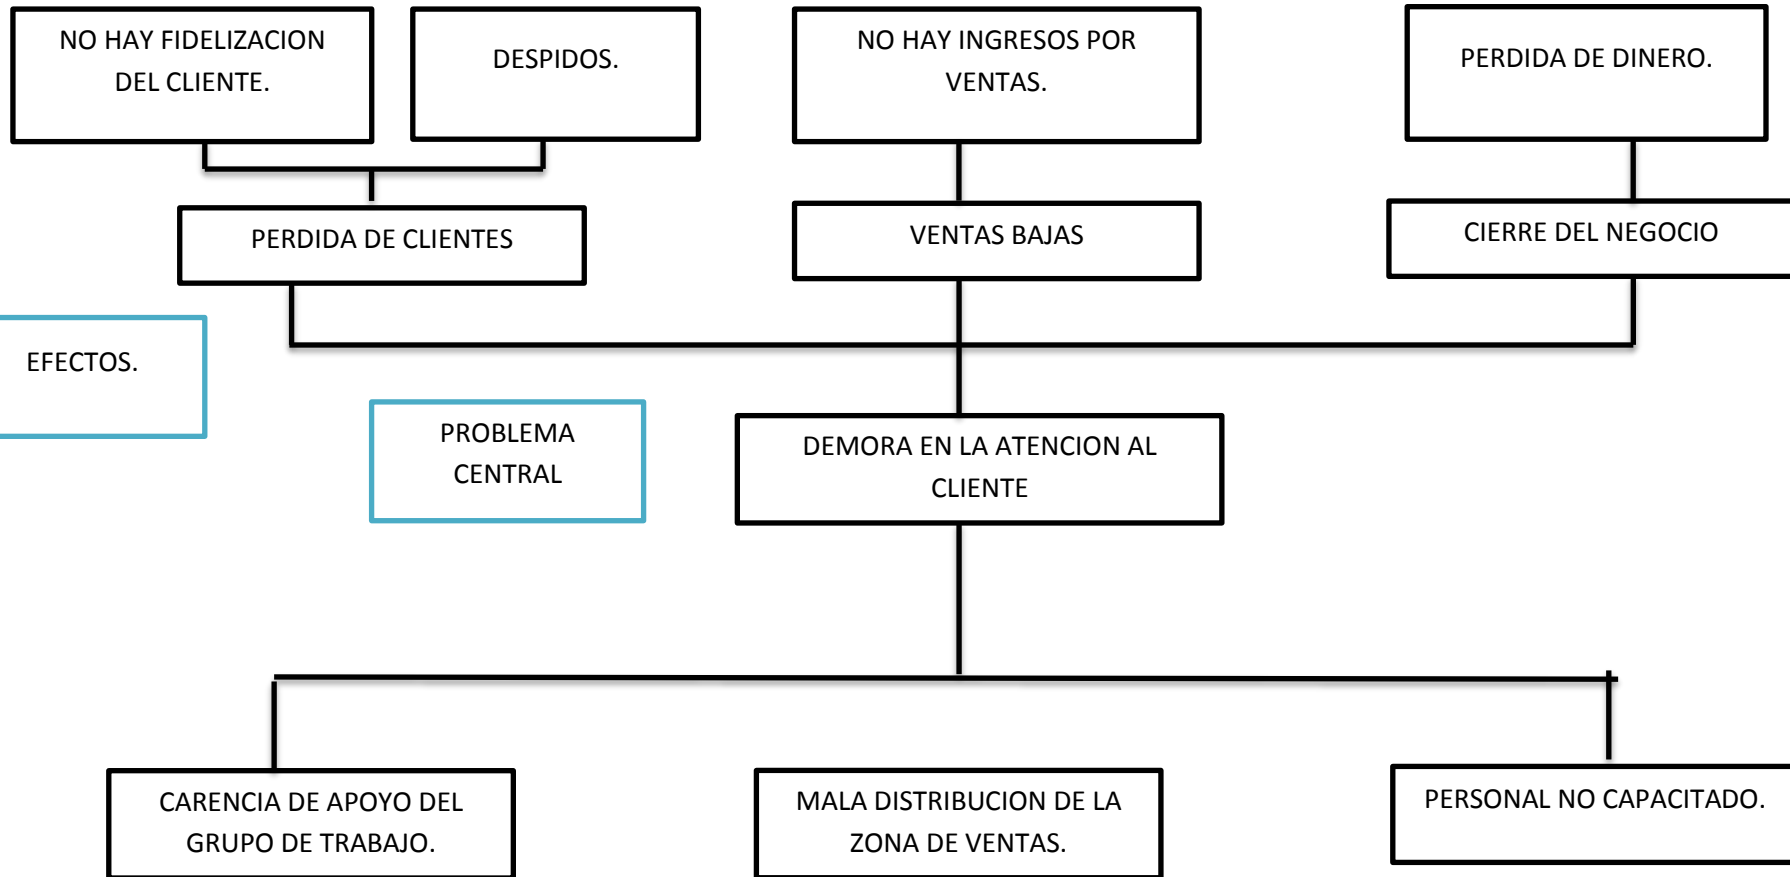 NO HAY FIDELIZACION
DEL CLIENTE.
DESPIDOS.
NO HAY INGRESOS POR
VENTAS.
PERDIDA DE DINERO.
PERDIDA DE CLIENTES
VENTAS BAJAS
CIERRE DEL NEGOCIO
EFECTOS.
PROBLEMA
CENTRAL
DEMORA EN LA ATENCION AL
CLIENTE
CARENCIA DE APOYO DEL
GRUPO DE TRABAJO.
MALA DISTRIBUCION DE LA
ZONA DE VENTAS.
PERSONAL NO CAPACITADO.